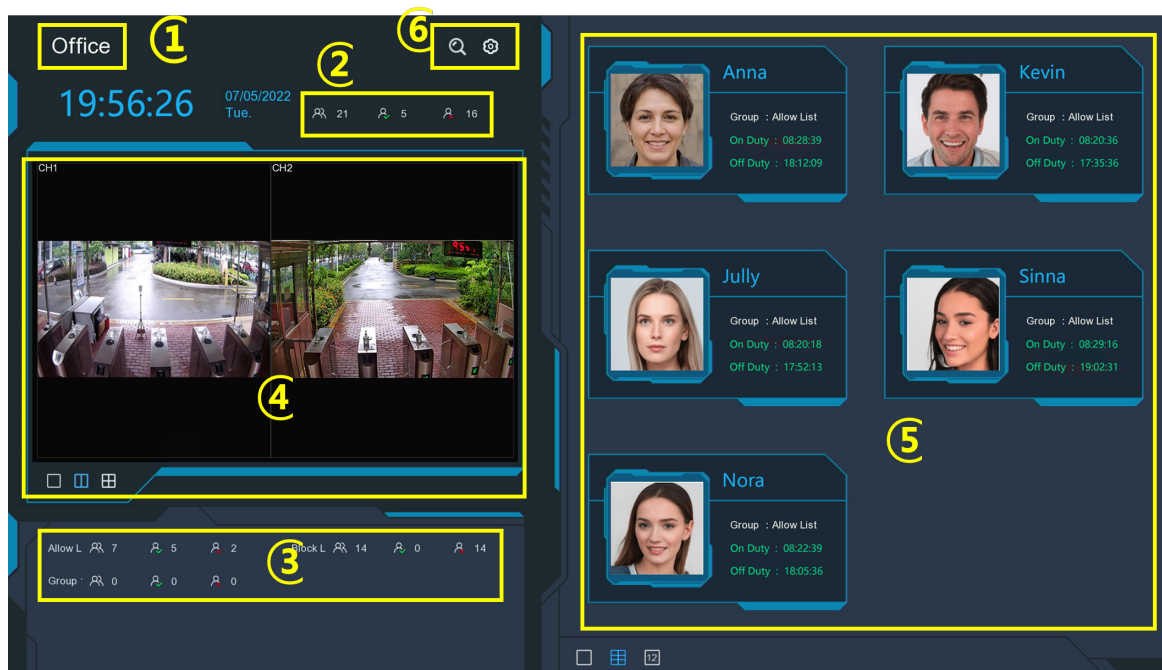 Office
①
⑥
②
19:56:26
07/05/2022
Tue.
21 5 16
CH1 CH2
④
Allow L 7 5 2 Block L 14 0 14
③
Group 0 0 0
Anna
Group : Allow List
On Duty : 08:28:39
Off Duty : 18:12:09
Kevin
Group : Allow List
On Duty : 08:20:36
Off Duty : 17:35:36
Jully
Group : Allow List
On Duty : 08:20:18
Off Duty : 17:52:13
Sinna
Group : Allow List
On Duty : 08:29:16
Off Duty : 19:02:31
⑤
Nora
Group : Allow List
On Duty : 08:22:39
Off Duty : 18:05:36
12